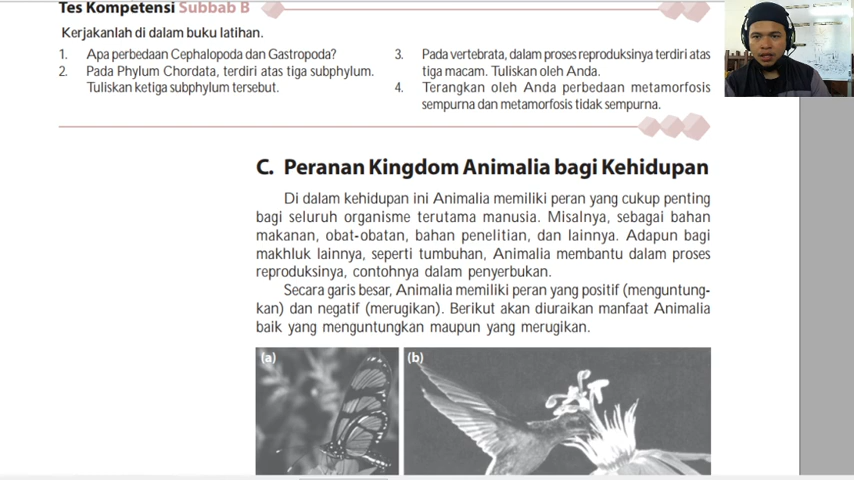 Tes Kompetensi Subbab B
Kerjakanlah di dalam buku latihan.
1. Apa perbedaan Cephalopoda dan Gastropoda?
2. Pada Phylum Chordata, terdiri atas tiga subphylum.
Tuliskan ketiga subphylum tersebut.
3. Pada vertebrata, dalam proses reproduksinya terdiri atas
tiga macam. Tuliskan oleh Anda.
4. Terangkan oleh Anda perbedaan metamorfosis
sempurna dan metamorfosis tidak sempurna.
C. Peranan Kingdom Animalia bagi Kehidupan
Di dalam kehidupan ini Animalia memiliki peran yang cukup penting
bagi seluruh organisme terutama manusia. Misalnya, sebagai bahan
makanan, obat-obatan, bahan penelitian, dan lainnya. Adapun bagi
makhluk lainnya, seperti tumbuhan, Animalia membantu dalam proses
reproduksinya, contohnya dalam penyerbukan.
Secara garis besar, Animalia memiliki peran yang positif (menguntung-
kan) dan negatif (merugikan). Berikut akan diuraikan manfaat Animalia
baik yang menguntungkan maupun yang merugikan.
(a)
(b)